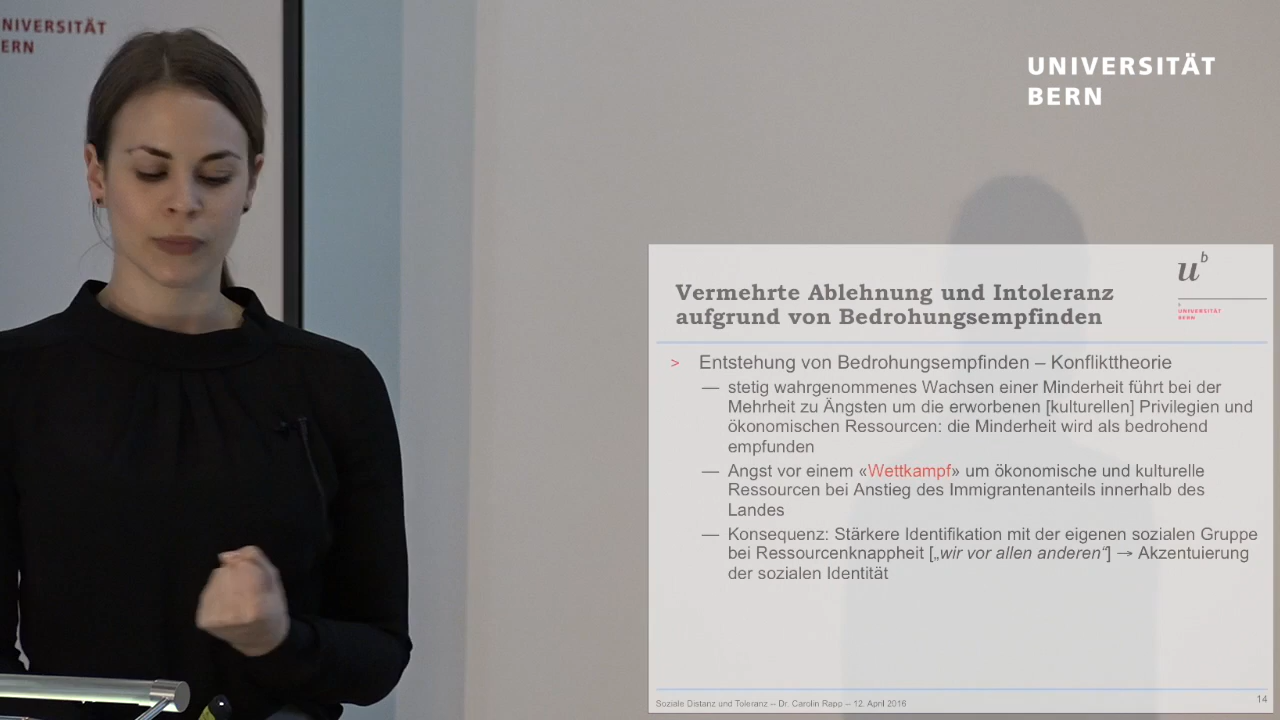 NIVERSITÄT
ERN
UNIVERSITÄT
BERN
u b
Vermehrte Ablehnung und Intoleranz
aufgrund von Bedrohungsempfinden
b
UNIVERSITÄT
BERN
> Entstehung von Bedrohungsempfinden – Konflikttheorie
— stetig wahrgenommenes Wachsen einer Minderheit führt bei der
Mehrheit zu Ängsten um die erworbenen [kulturellen] Privilegien und
ökonomischen Ressourcen: die Minderheit wird als bedrohend
empfunden
— Angst vor einem «Wettkampf» um ökonomische und kulturelle
Ressourcen bei Anstieg des Immigrantenanteils innerhalb des
Landes
— Konsequenz: Stärkere Identifikation mit der eigenen sozialen Gruppe
bei Ressourcenknappheit [„wir vor allen anderen“] → Akzentuierung
der sozialen Identität
Soziale Distanz und Toleranz – Dr. Carolin Rapp – 12. April 2016
14